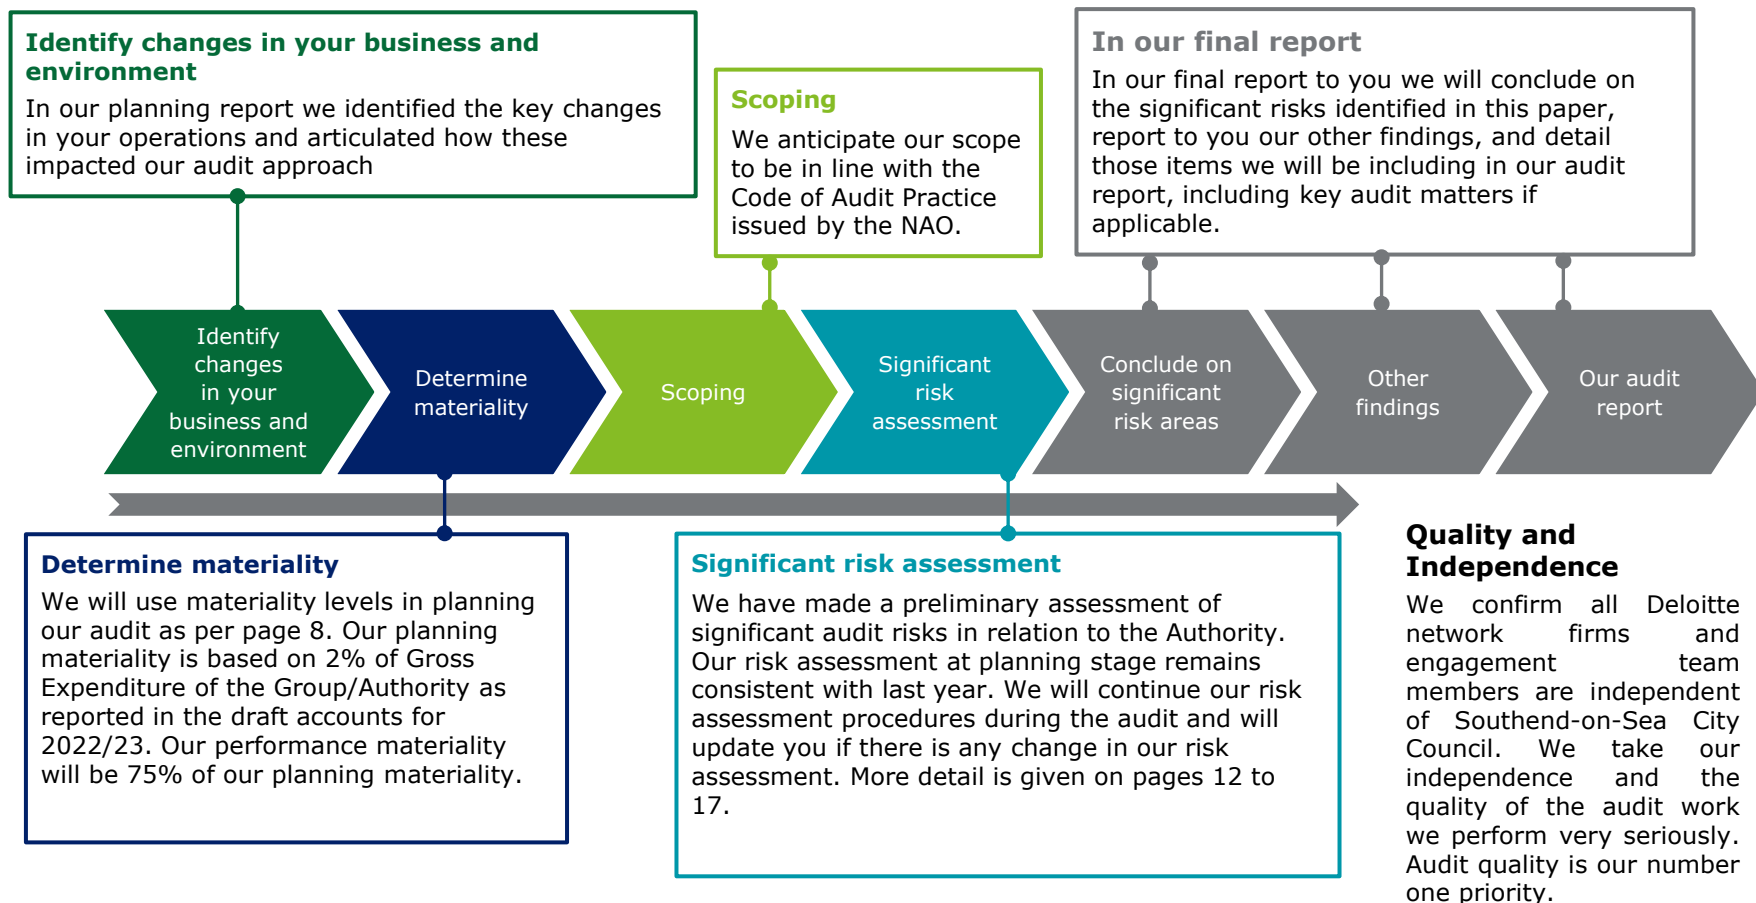 Identify changes in your business and
environment
In our planning report we identified the key changes
in your operations and articulated how these
impacted our audit approach
Scoping
We anticipate our scope
to be in line with the
Code of Audit Practice
issued by the NAO.
In our final report
In our final report to you we will conclude on
the significant risks identified in this paper,
report to you our other findings, and detail
those items we will be including in our audit
report, including key audit matters if
applicable.
Identify
changes
in your
business and
environment
Determine
materiality
Scoping
Significant
risk
assessment
Conclude on
significant
risk areas
Other
findings
Our audit
report
Determine materiality
We will use materiality levels in planning
our audit as per page 8. Our planning
materiality is based on 2% of Gross
Expenditure of the Group/Authority as
reported in the draft accounts for
2022/23. Our performance materiality
will be 75% of our planning materiality.
Significant risk assessment
We have made a preliminary assessment of
significant audit risks in relation to the Authority.
Our risk assessment at planning stage remains
consistent with last year. We will continue our risk
assessment procedures during the audit and will
update you if there is any change in our risk
assessment. More detail is given on pages 12 to
17.
Quality and
Independence
We confirm all Deloitte
network firms and
engagement team
members are independent
of Southend-on-Sea City
Council. We take our
independence and the
quality of the audit work
we perform very seriously.
Audit quality is our number
one priority.